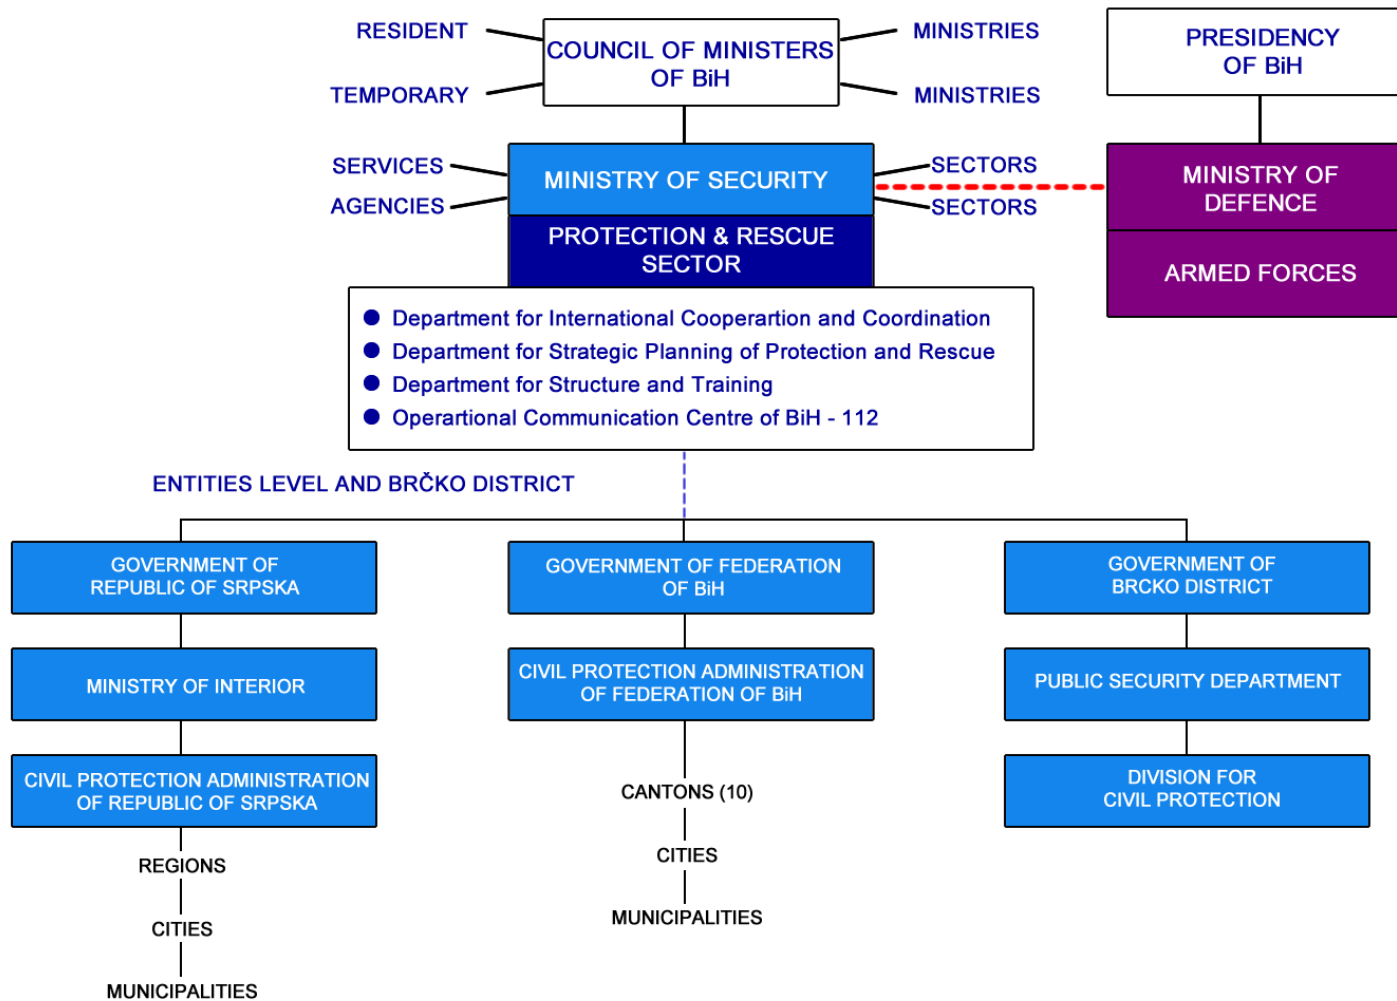 RESIDENT
COUNCIL OF MINISTERS
OF BiH
MINISTRIES
TEMPORARY
MINISTRIES
PRESIDENCY
OF BiH
SERVICES
MINISTRY OF SECURITY
SECTORS
AGENCIES
SECTORS
MINISTRY OF
DEFENCE
PROTECTION & RESCUE
SECTOR
ARMED FORCES
Department for International Coopertion and Coordination
Department for Strategic Planning of Protection and Rescue
Department for Structure and Training
Operartional Communication Centre of BiH - 112
ENTITIES LEVEL AND BRČKO DISTRICT
GOVERNMENT OF
REPUBLIC OF SRPSKA
GOVERNMENT OF FEDERATION
OF BiH
GOVERNMENT OF
BRCKO DISTRICT
MINISTRY OF INTERIOR
CIVIL PROTECTION ADMINISTRATION
OF FEDERATION OF BiH
PUBLIC SECURITY DEPARTMENT
CIVIL PROTECTION ADMINISTRATION
OF REPUBLIC OF SRPSKA
CANTONS (10)
DIVISION FOR
CIVIL PROTECTION
REGIONS
CITIES
MUNICIPALITIES
CITIES
MUNICIPALITIES